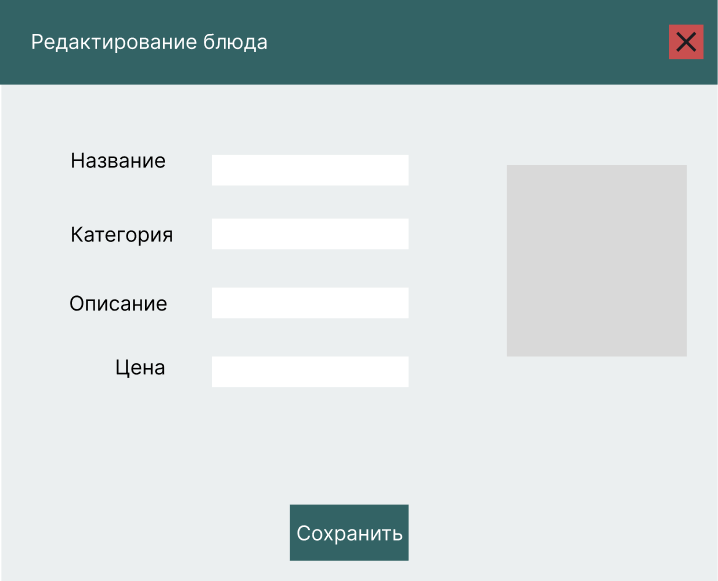 Редактирование блюда
Название
Категория
Описание
Цена
Сохранить